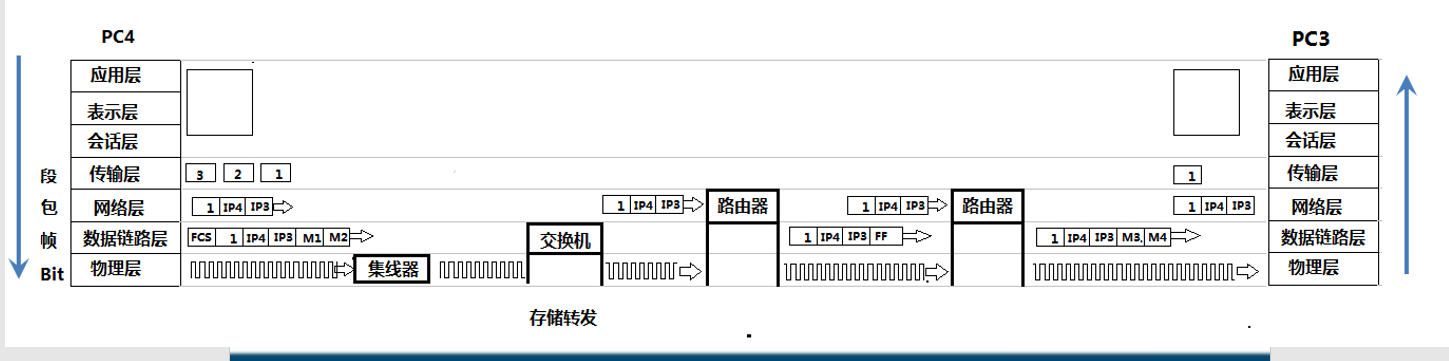 PC4
PC3
应用层
应用层
表示层
表示层
会话层
会话层
段 传输层 3 2 1
1 传输层
包 网络层 1 IP4 IP3
1 IP4 IP3 路由器
1 IP4 IP3 路由器
1 IP4 IP3 网络层
帧 数据链路层 FCS 1 IP4 IP3 M1 M2
交换机
1 IP4 IP3 FF
1 IP4 IP3 M3. M4 数据链路层
Bit 物理层
集线器
物理层
存储转发